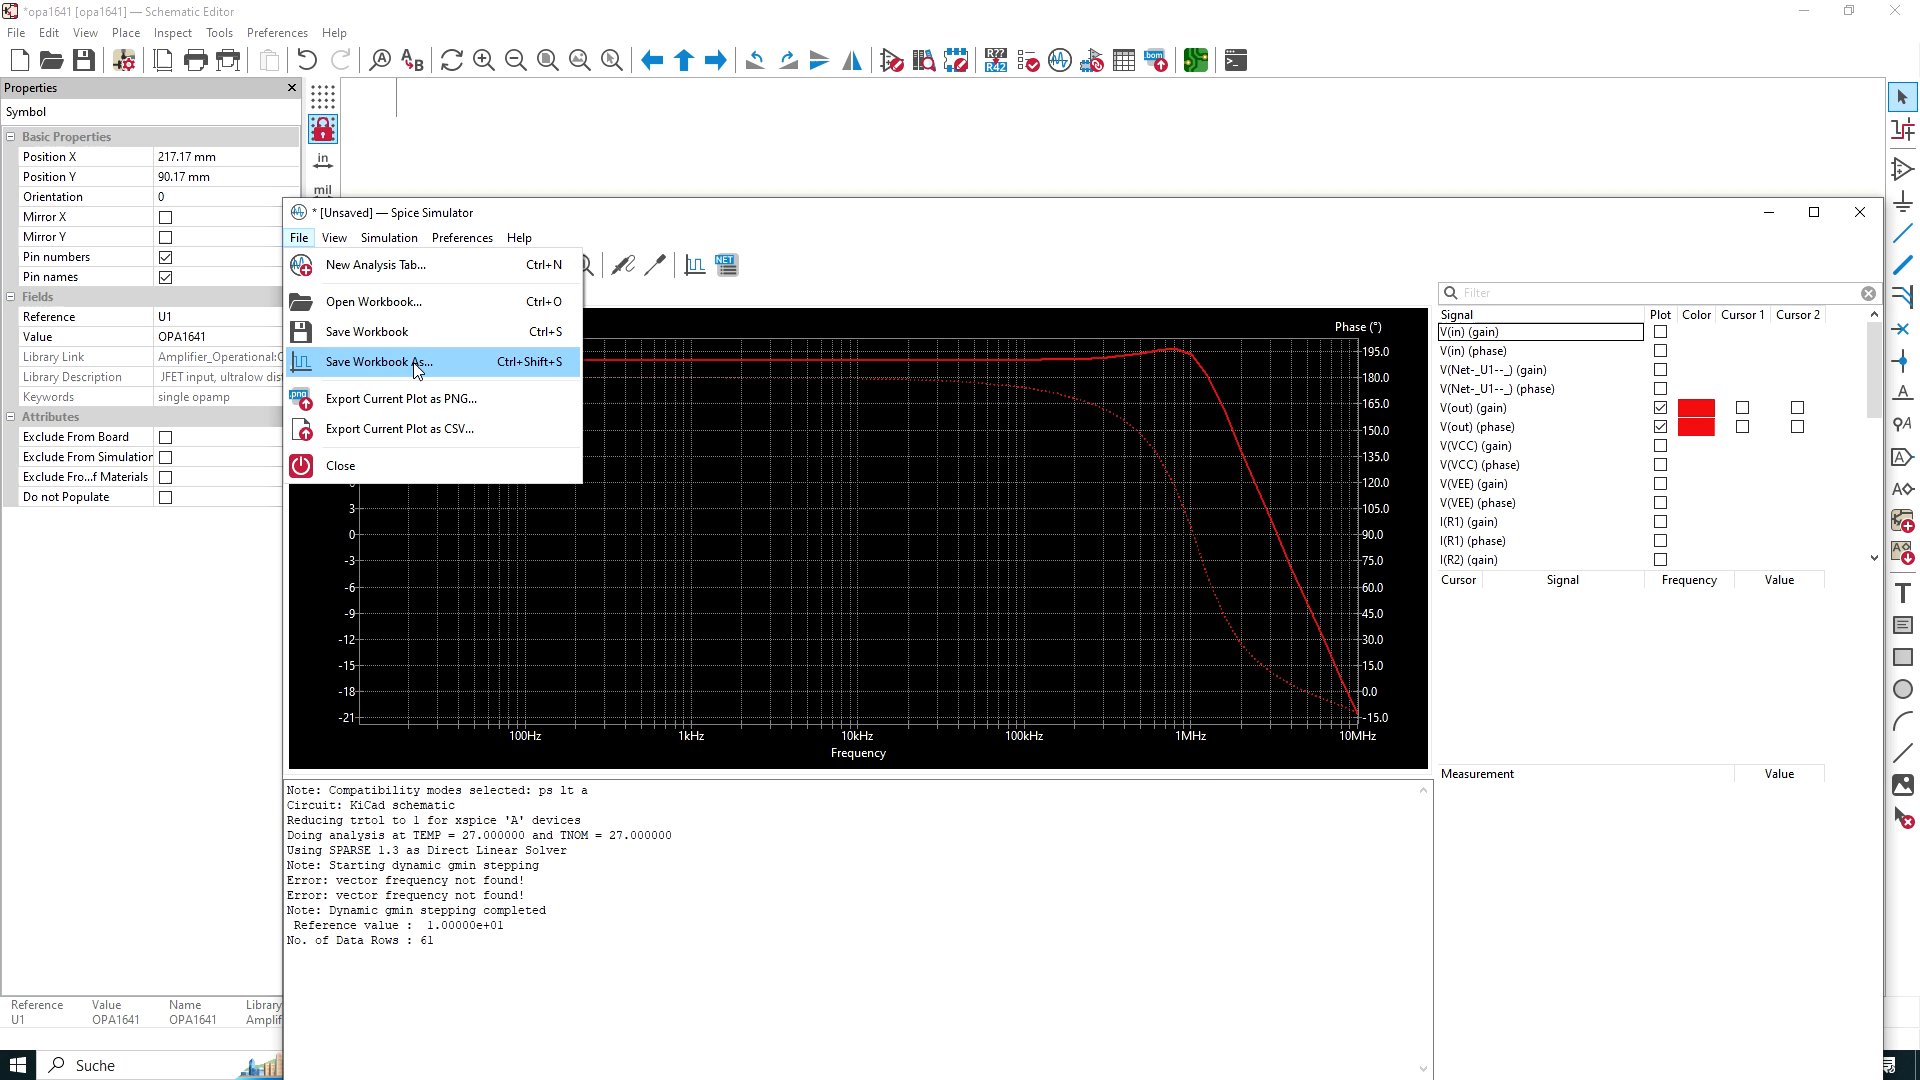 *opa1641 [opa1641] — Schematic Editor
File Edit View Place Inspect Tools Preferences Help
Properties
Symbol
Basic Properties
Position X 217.17 mm
Position Y 90.17 mm
Orientation 0
Mirror X
Mirror Y
Pin numbers
Pin names
Fields
Reference U1
Value OPA1641
Library Link Amplifier_Operational:C
Library Description JFET input, ultralow dis
Keywords single opamp
Attributes
Exclude From Board
Exclude From Simulation
Exclude Fro...f Materials
Do not Populate
Reference Value Name Library
U1 OPA1641 OPA1641 Amplif
Suche
in
mil
R??
R42
bom
* [Unsaved] — Spice Simulator
File View Simulation Preferences Help
New Analysis Tab... Ctrl+N
Open Workbook... Ctrl+O
Save Workbook Ctrl+S
Save Workbook As... Ctrl+Shift+S
png
Export Current Plot as PNG...
Export Current Plot as CSV...
Close
NET
Phase (°)
195.0
180.0
165.0
150.0
135.0
120.0
3 105.0
0 90.0
-3 75.0
-6 60.0
-9 45.0
-12 30.0
-15 15.0
-18 0.0
-21 -15.0
100Hz 1kHz 10kHz 100kHz 1MHz 10MHz
Frequency
Filter
Signal Plot Color Cursor 1 Cursor 2
V(in) (gain)
V(in) (phase)
V(Net-_U1--_) (gain)
V(Net-_U1--_) (phase)
V(out) (gain)
V(out) (phase)
V(VCC) (gain)
V(VCC) (phase)
V(VEE) (gain)
V(VEE) (phase)
I(R1) (gain)
I(R1) (phase)
I(R2) (gain)
Cursor Signal Frequency Value
Measurement Value
Note: Compatibility modes selected: ps lt a
Circuit: KiCad schematic
Reducing trtol to 1 for xspice 'A' devices
Doing analysis at TEMP = 27.000000 and TNOM = 27.000000
Using SPARSE 1.3 as Direct Linear Solver
Note: Starting dynamic gmin stepping
Error: vector frequency not found!
Error: vector frequency not found!
Note: Dynamic gmin stepping completed
Reference value : 1.00000e+01
No. of Data Rows : 61